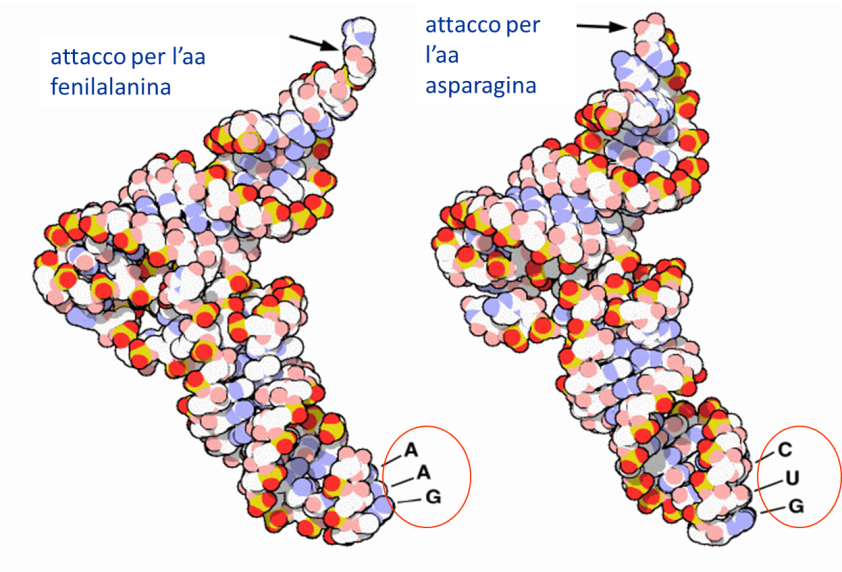 attacco per l'aa
fenilalanina
attacco per
l'aa
asparagina
A
A
G
C
U
G